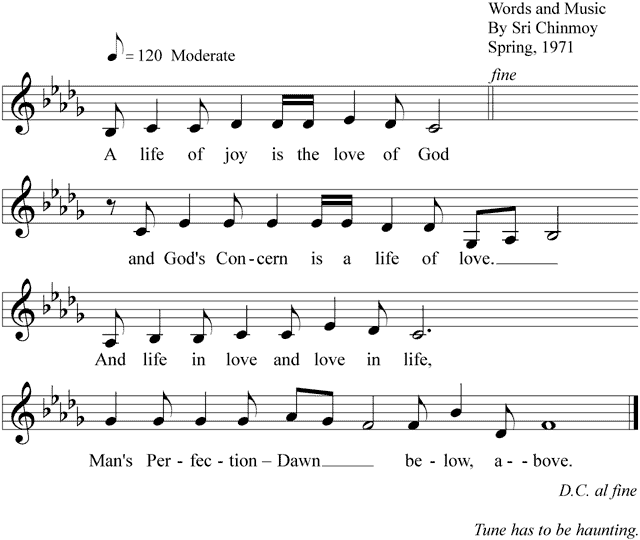 Words and Music
By Sri Chinmoy
Spring, 1971
♪ = 120 Moderate
fine
A life of joy is the love of God
and God's Con - cern is a life of love.
And life in love and love in life,
Man's Per - fec - tion – Dawn be - low, a - - bove.
D.C. al fine
Tune has to be haunting.